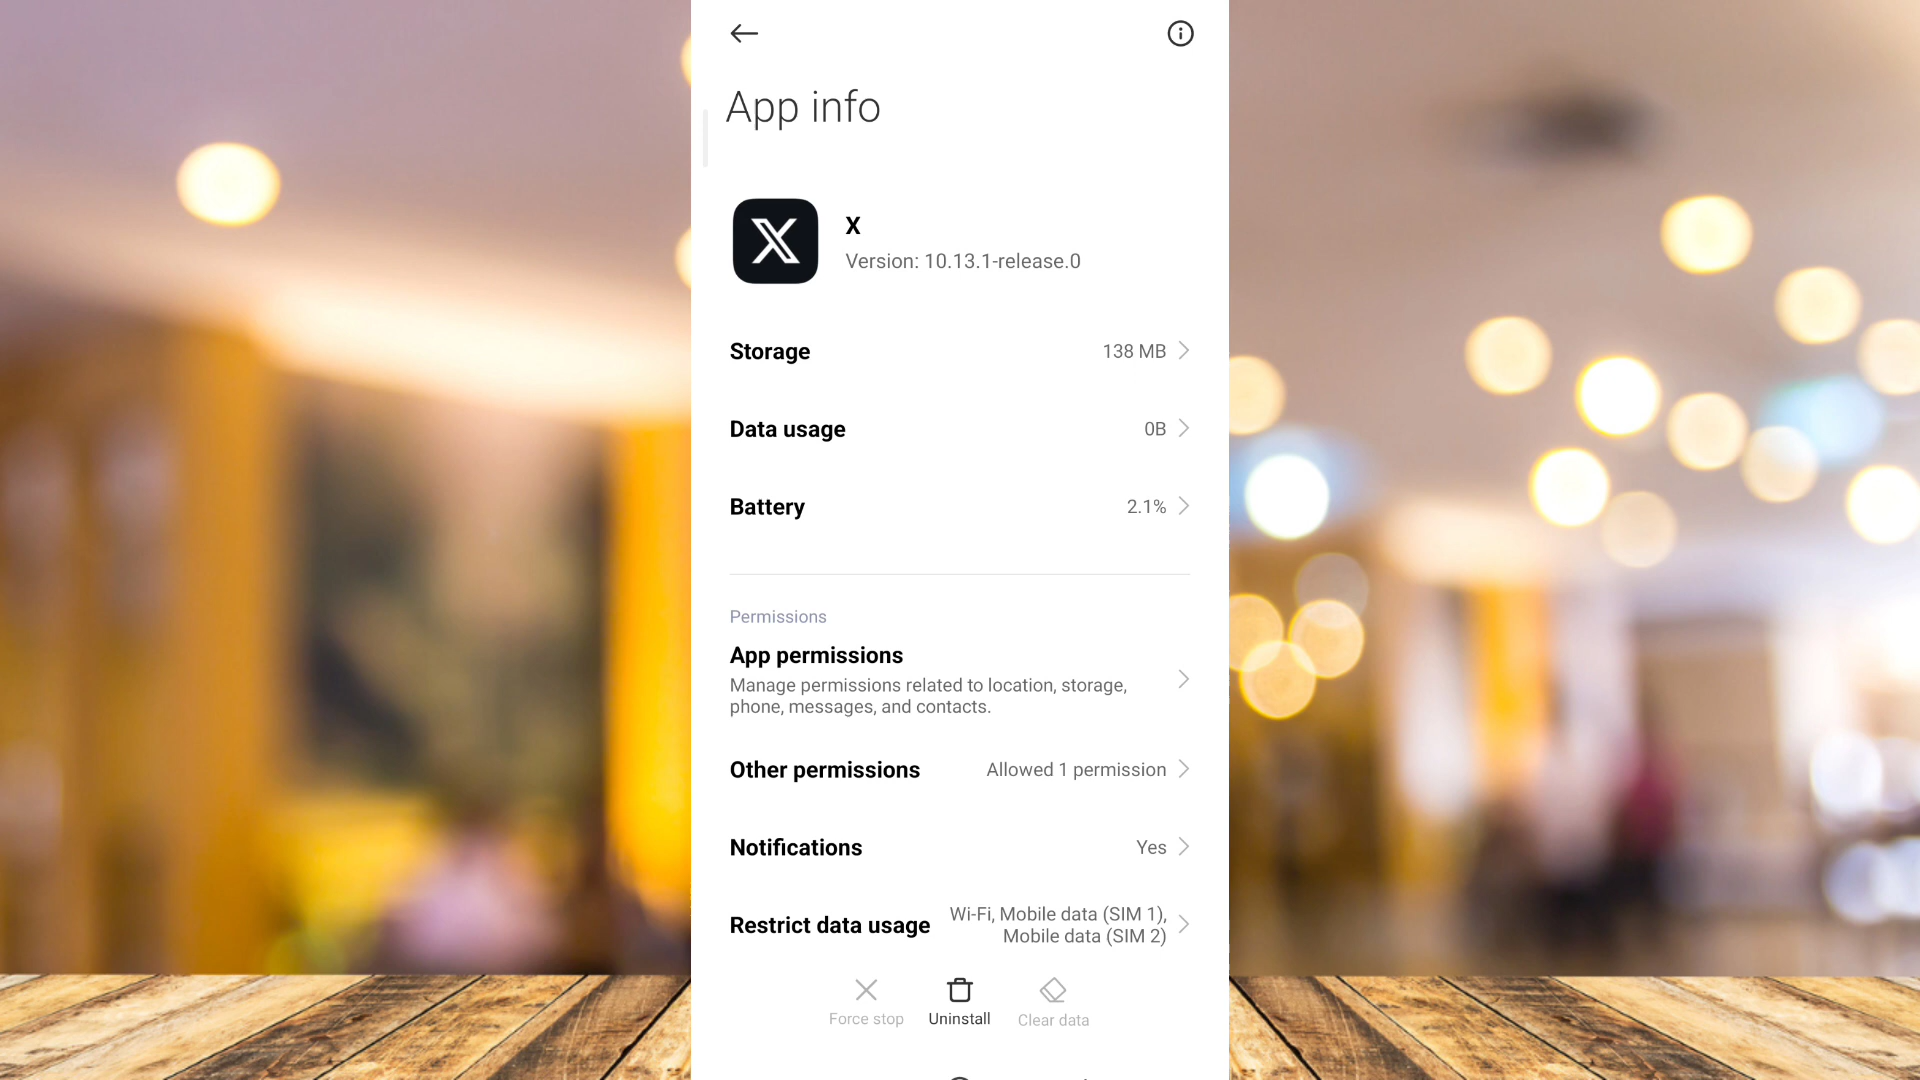 App info
X
Version: 10.13.1-release.0
Storage
138 MB
Data usage
0B
Battery
2.1%
Permissions
App permissions
Manage permissions related to location, storage,
phone, messages, and contacts.
Other permissions
Allowed 1 permission
Notifications
Yes
Restrict data usage
Wi-Fi, Mobile data (SIM 1),
Mobile data (SIM 2)
Force stop
Uninstall
Clear data